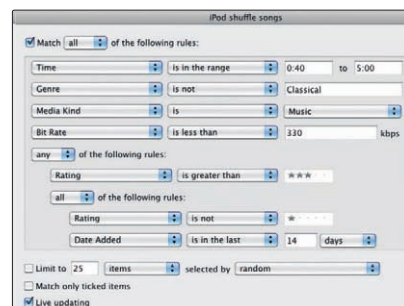 iPod shuffle songs
Match all of the following rules:
Time is in the range 0:40 to 5:00
Genre is not Classical
Media Kind is Music
Bit Rate is less than 330 kbps
any of the following rules:
Rating is greater than ★★★
all of the following rules:
Rating is not ★
Date Added is in the last 14 days
Limit to 25 items selected by random
Match only ticked items
Live updating